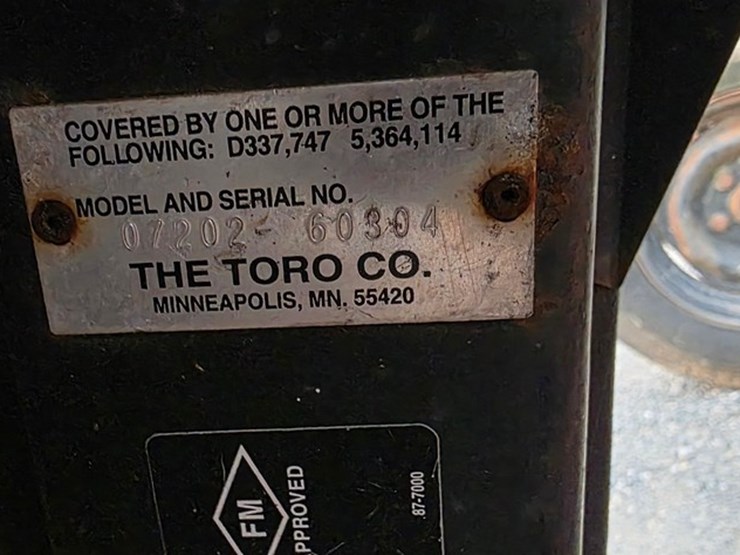 COVERED BY ONE OR MORE OF THE
FOLLOWING: D337,747 5,364,114
MODEL AND SERIAL NO.
07202-60304
THE TORO CO.
MINNEAPOLIS, MN. 55420
FM
PPROVED
87-7000